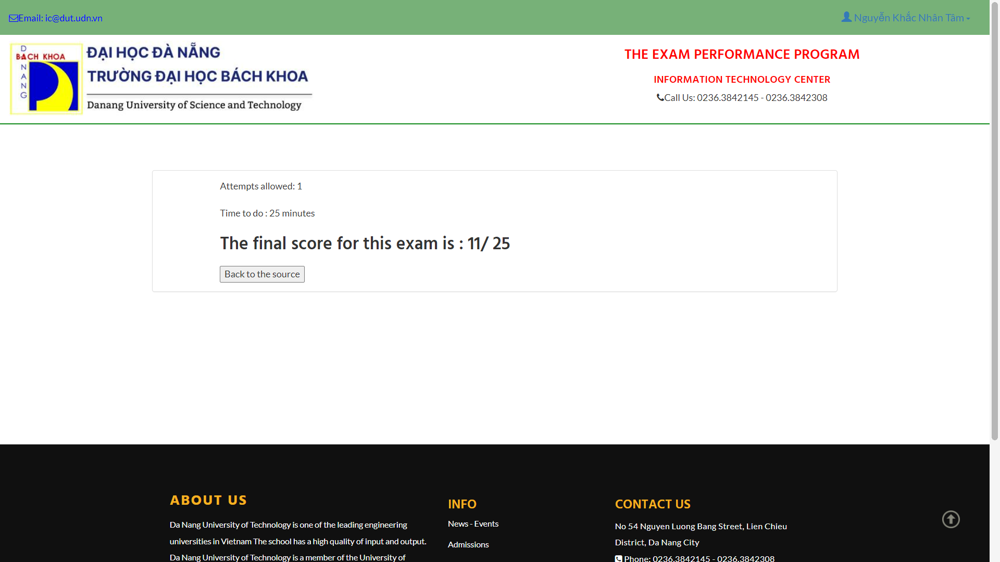 Email: ic@dut.udn.vn
Nguyễn Khắc Nhân Tâm
DANANG
BACH KHOA
ĐẠI HỌC ĐÀ NẴNG
TRƯỜNG ĐẠI HỌC BÁCH KHOA
Danang University of Science and Technology
THE EXAM PERFORMANCE PROGRAM
INFORMATION TECHNOLOGY CENTER
Call Us: 0236.3842145 - 0236.3842308
Attempts allowed: 1
Time to do : 25 minutes
The final score for this exam is : 11/ 25
Back to the source
ABOUT US
Da Nang University of Technology is one of the leading engineering
universities in Vietnam The school has a high quality of input and output.
Da Nang University of Technology is a member of the University of
INFO
News - Events
Admissions
CONTACT US
No 54 Nguyen Luong Bang Street, Lien Chieu
District, Da Nang City
Phone: 0236.3842145 - 0236.3842308